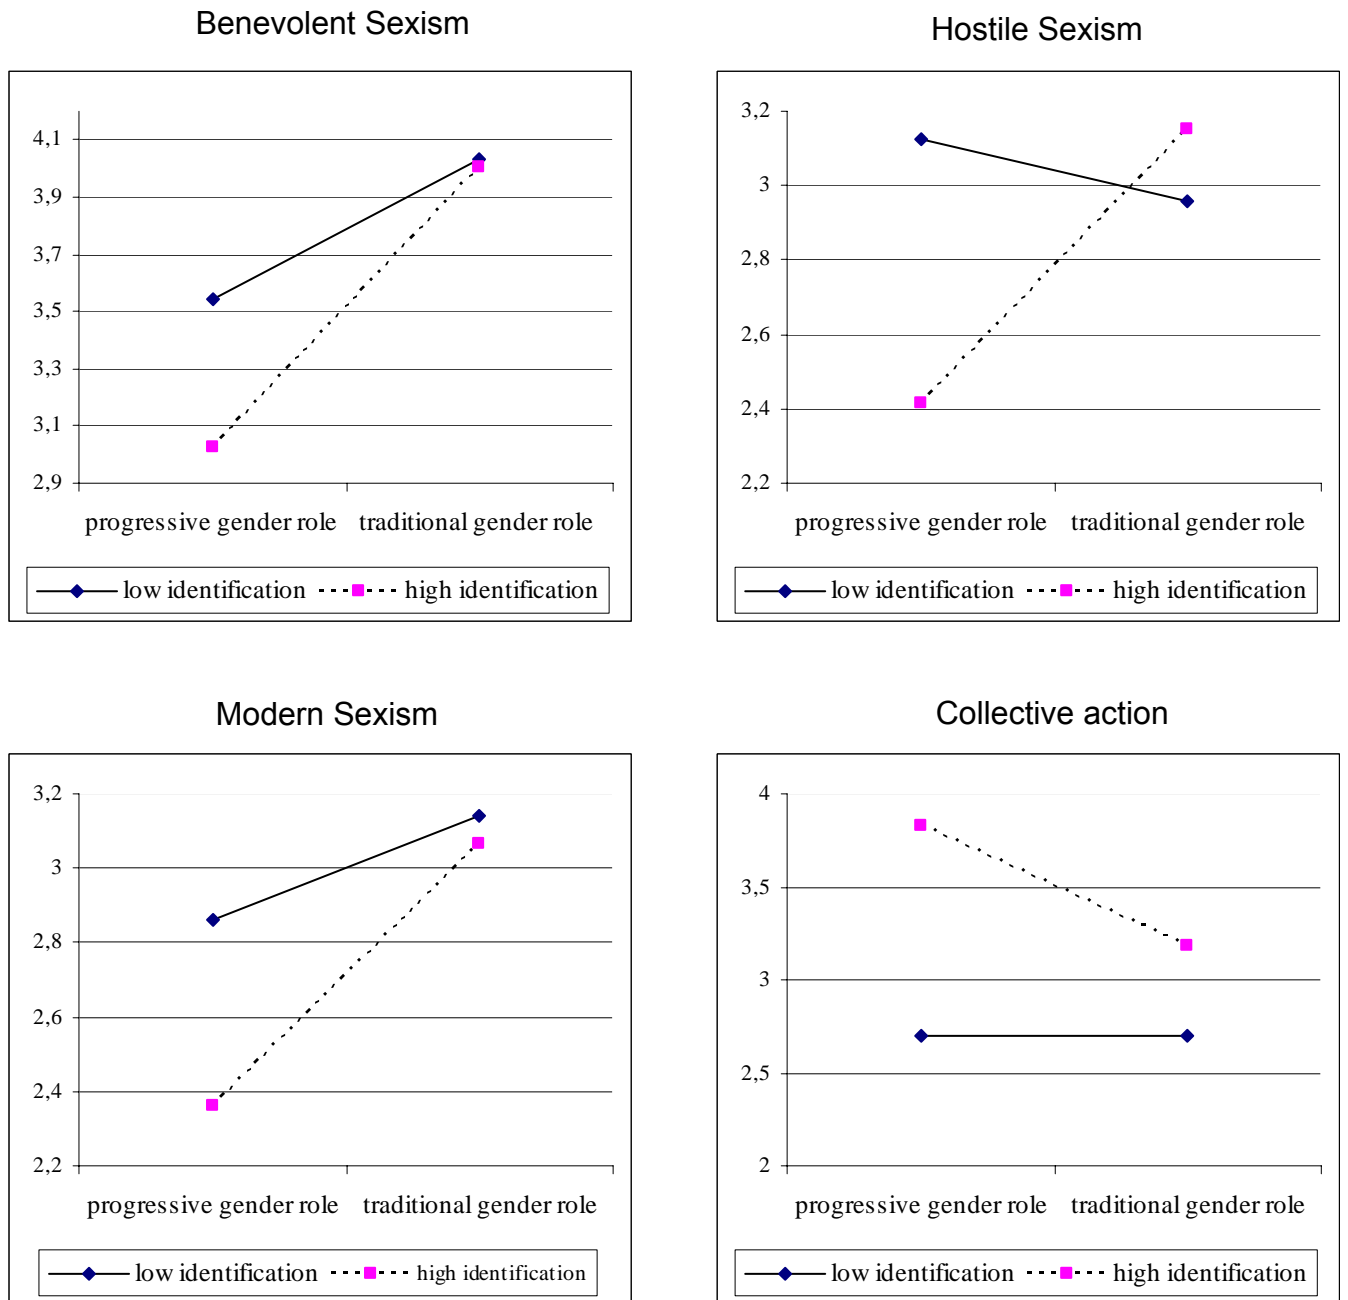 Benevolent Sexism
4,1
3,9
3,7
3,5
3,3
3,1
2,9
progressive gender role traditional gender role
low identification high identification
Hostile Sexism
3,2
3
2,8
2,6
2,4
2,2
progressive gender role traditional gender role
low identification high identification
Modern Sexism
3,2
3
2,8
2,6
2,4
2,2
progressive gender role traditional gender role
low identification high identification
Collective action
4
3,5
3
2,5
2
progressive gender role traditional gender role
low identification high identification